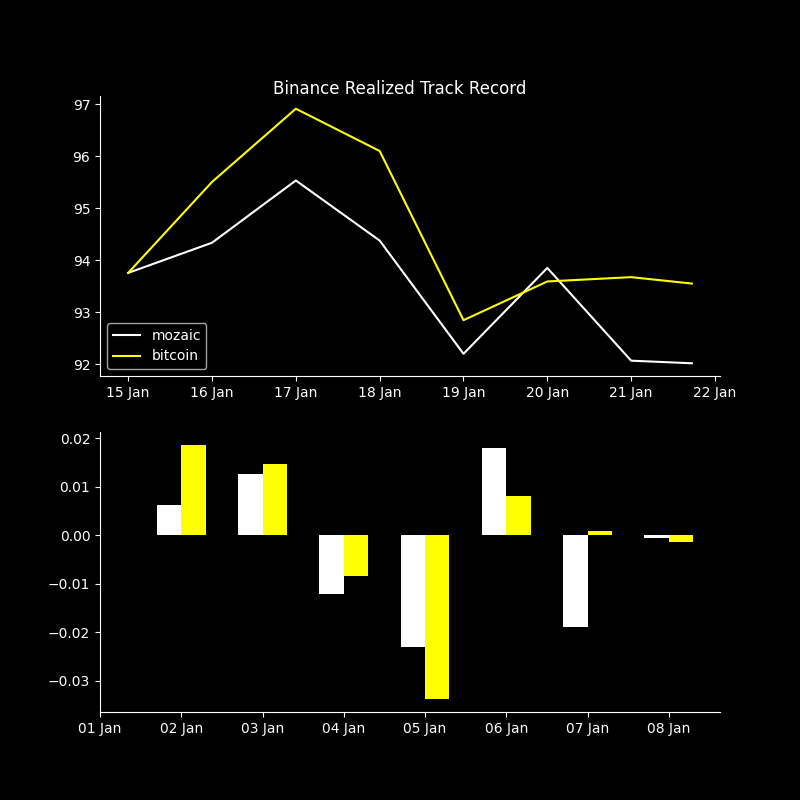 Binance Realized Track Record
97
96
95
94
93
92
mozaic
bitcoin
15 Jan 16 Jan 17 Jan 18 Jan 19 Jan 20 Jan 21 Jan 22 Jan
0.02
0.01
0.00
−0.01
−0.02
−0.03
01 Jan 02 Jan 03 Jan 04 Jan 05 Jan 06 Jan 07 Jan 08 Jan